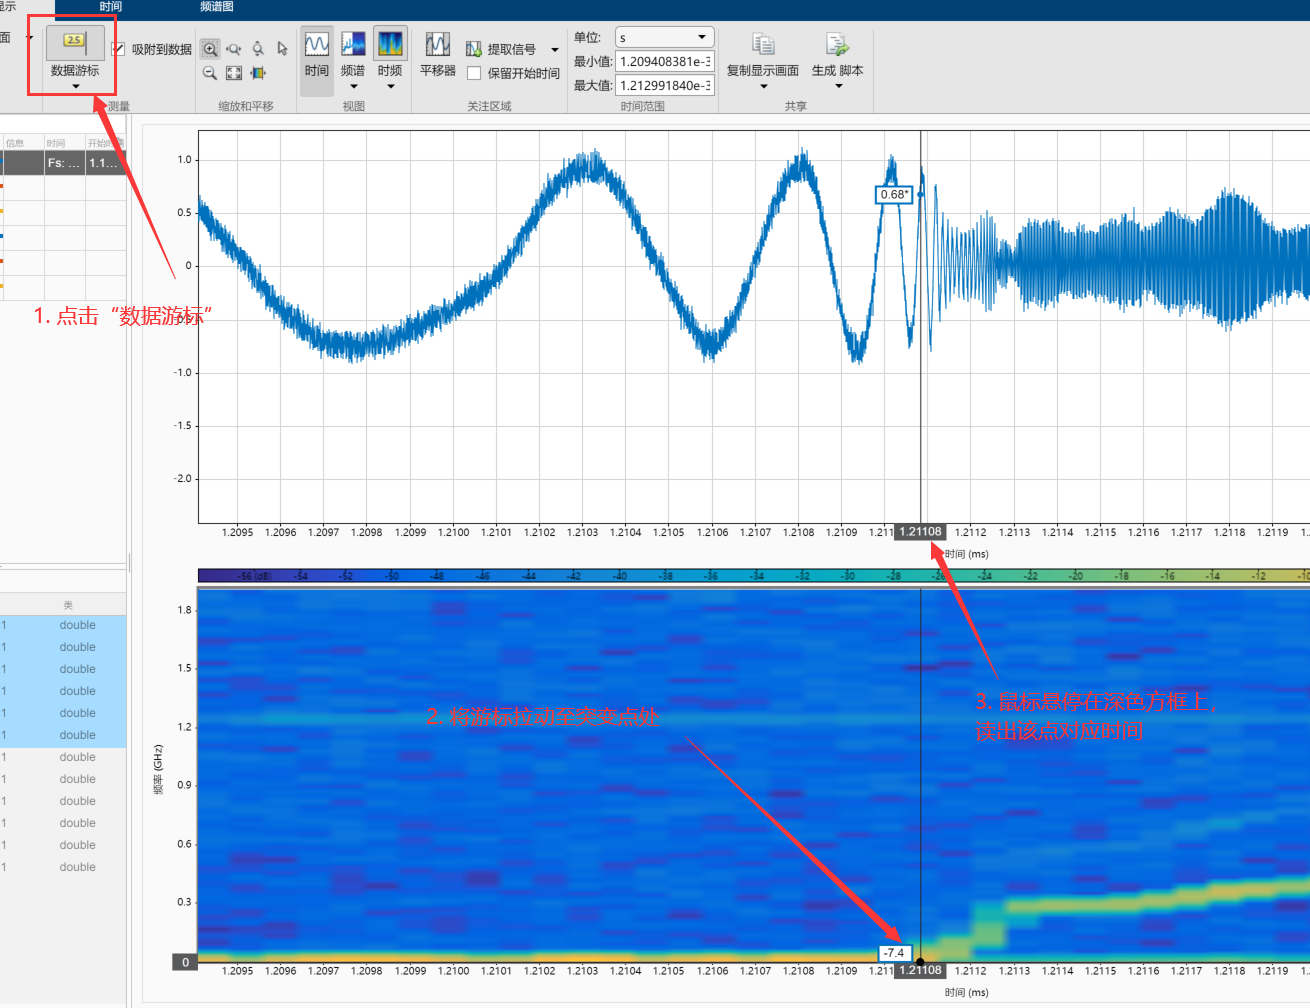 显示
时间
频谱图
面
2.5
数据游标
吸附到数据
测量
缩放和平移
时间
频谱
时频
视图
平移器
提取信号
保留开始时间
关注区域
单位:
s
最小值:
1.209408381e-3
最大值:
1.212991840e-3
时间范围
复制显示画面
生成 脚本
共享
信息
时间
Fs: ...
1.1...
1. 点击“数据游标”
1.0
0.5
0
-1.0
-1.5
-2.0
0.68*
1.2095 1.2096 1.2097 1.2098 1.2099 1.2100 1.2101 1.2102 1.2103 1.2104 1.2105 1.2106 1.2107 1.2108 1.2109 1.211 1.21108 1.2112 1.2113 1.2114 1.2115 1.2116 1.2117 1.2118 1.2119 1.
时间 (ms)
-56 (dB) -54 -52 -50 -48 -46 -44 -42 -40 -38 -36 -34 -32 -30 -28 -26 -24 -22 -20 -18 -16 -14 -12 -10
类
1 double
1 double
1 double
1 double
1 double
1 double
1 double
1 double
1 double
1 double
1 double
1 double
频率 (GHz)
1.8
1.5
1.2
0.9
0.6
0.3
0
2. 将游标拉动至突变点处
3. 鼠标悬停在深色方框上,
读出该点对应时间
-7.4
1.2095 1.2096 1.2097 1.2098 1.2099 1.2100 1.2101 1.2102 1.2103 1.2104 1.2105 1.2106 1.2107 1.2108 1.2109 1.211 1.21108 1.2112 1.2113 1.2114 1.2115 1.2116 1.2117 1.2118 1.2119 1.2
时间 (ms)